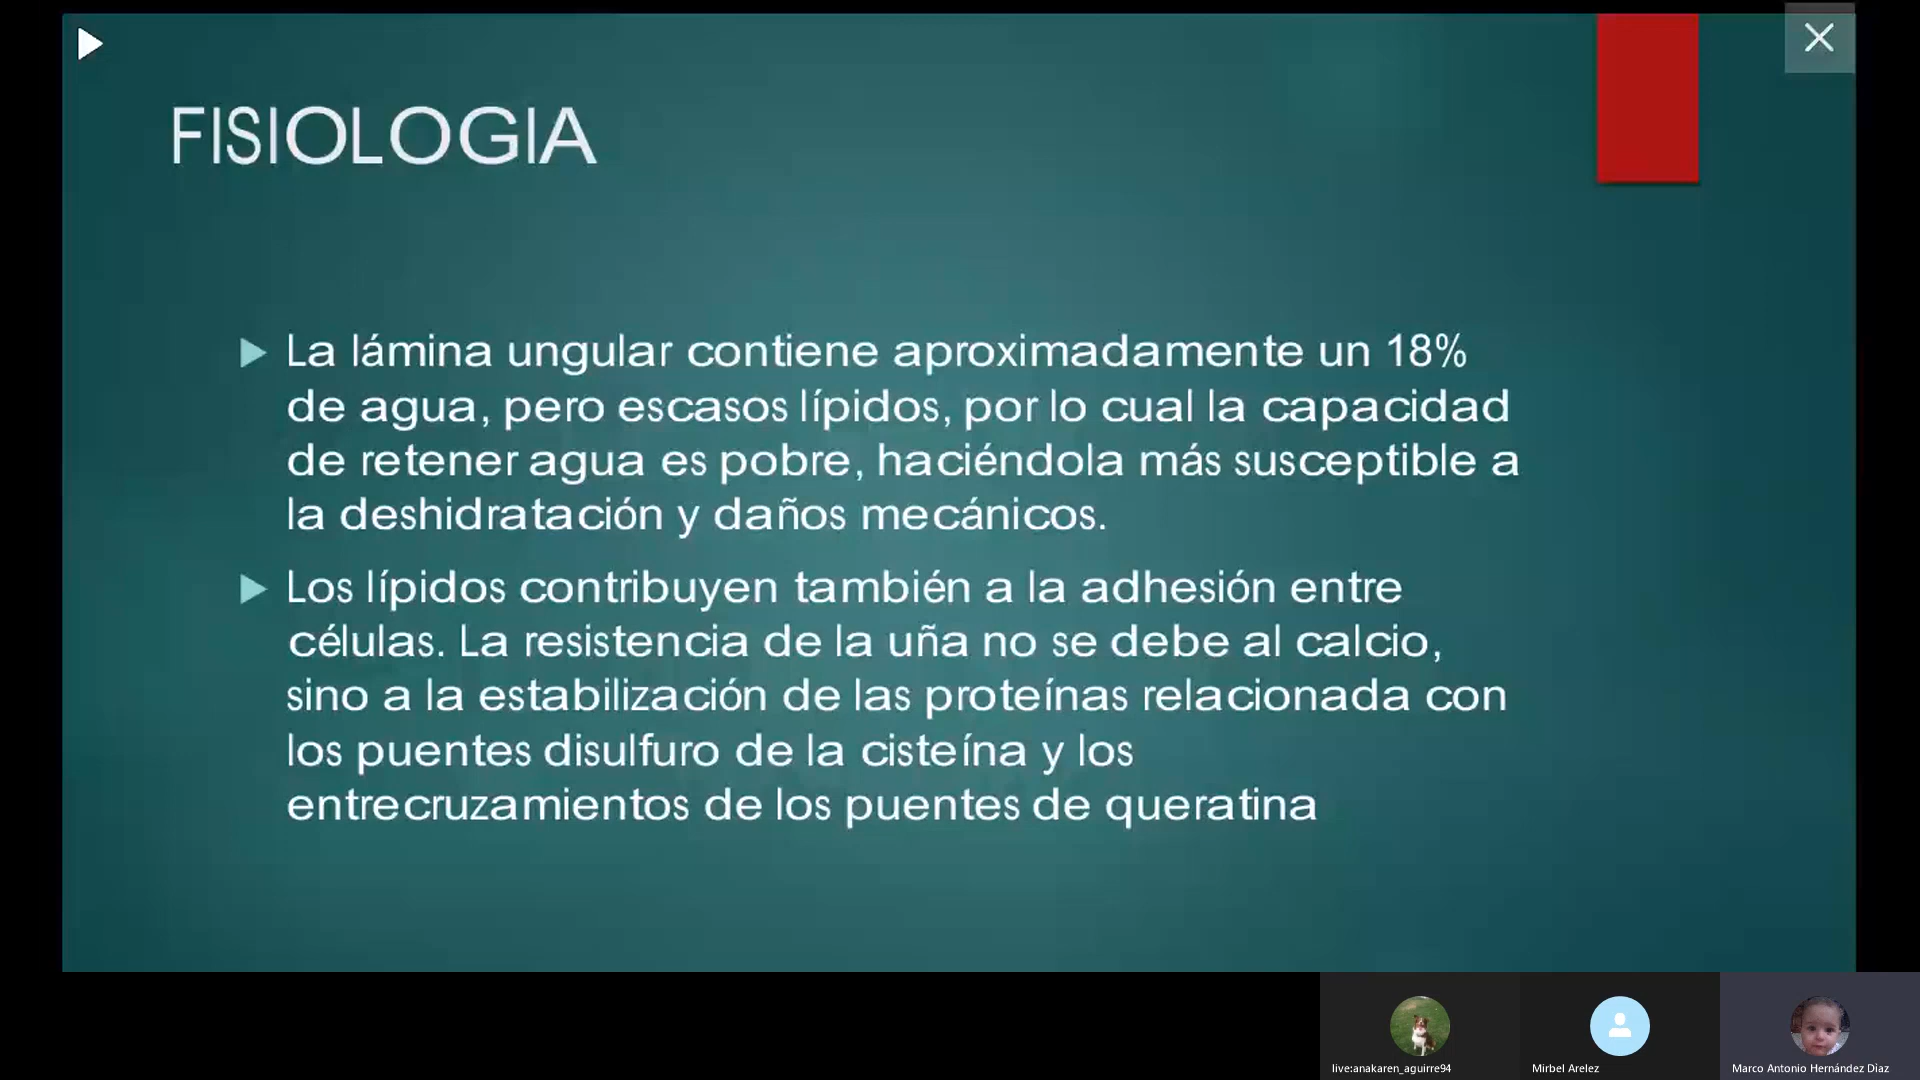 FISIOLOGIA
La lámina ungular contiene aproximadamente un 18%
de agua, pero escasos lípidos, por lo cual la capacidad
de retener agua es pobre, haciéndola más susceptible a
la deshidratación y daños mecánicos.
Los lípidos contribuyen también a la adhesión entre
células. La resistencia de la uña no se debe al calcio,
sino a la estabilización de las proteínas relacionada con
los puentes disulfuro de la cisteína y los
entrecruzamientos de los puentes de queratina
live:anakaren_aguirre94
Mirbel Arelez
Marco Antonio Hernández Dìaz